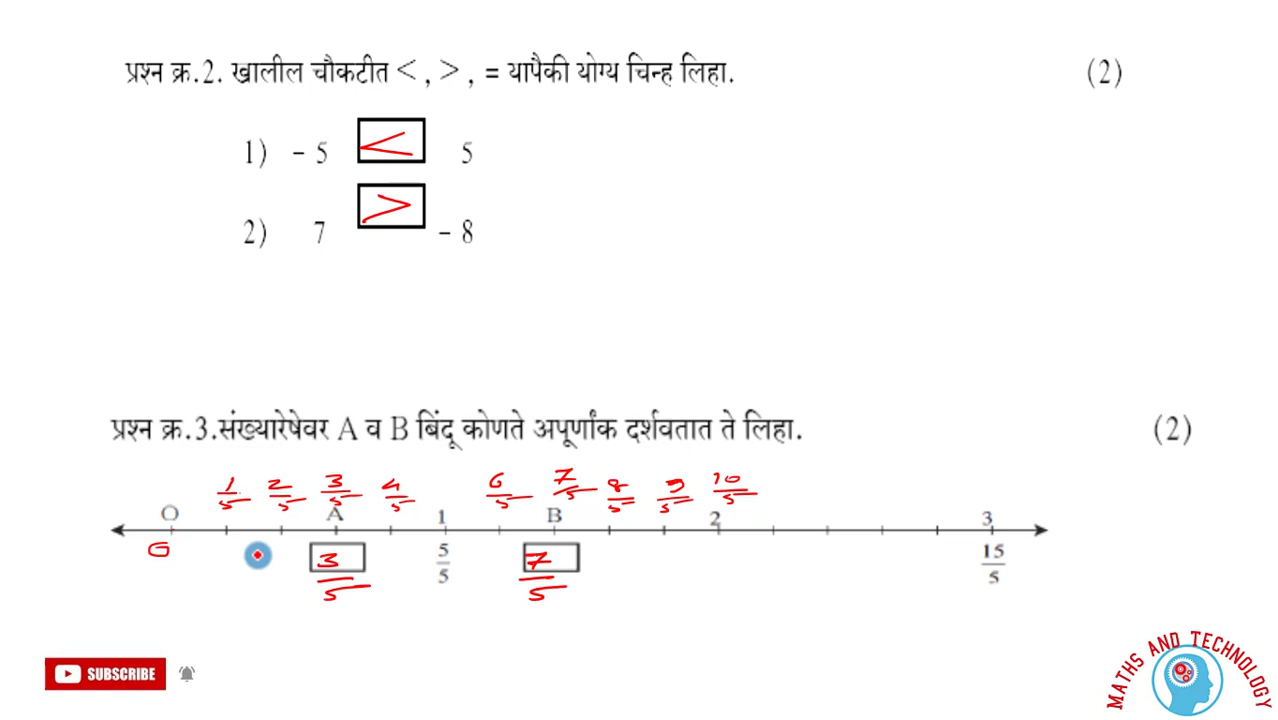 प्रश्न क्र.2. खालील चौकटीत < , > , = यापैकी योग्य चिन्ह लिहा. (2)
1) - 5 < 5
2) 7 > - 8
प्रश्न क्र.3.संख्यारेषेवर A व B बिंदू कोणते अपूर्णांक दर्शवतात ते लिहा. (2)
1/5 2/5 3/5 4/5 6/5 7/5 8/5 9/5 10/5
O A 1 B 2 3
0 3/5 5/5 7/5 15/5
SUBSCRIBE
MATHS AND TECHNOLOGY